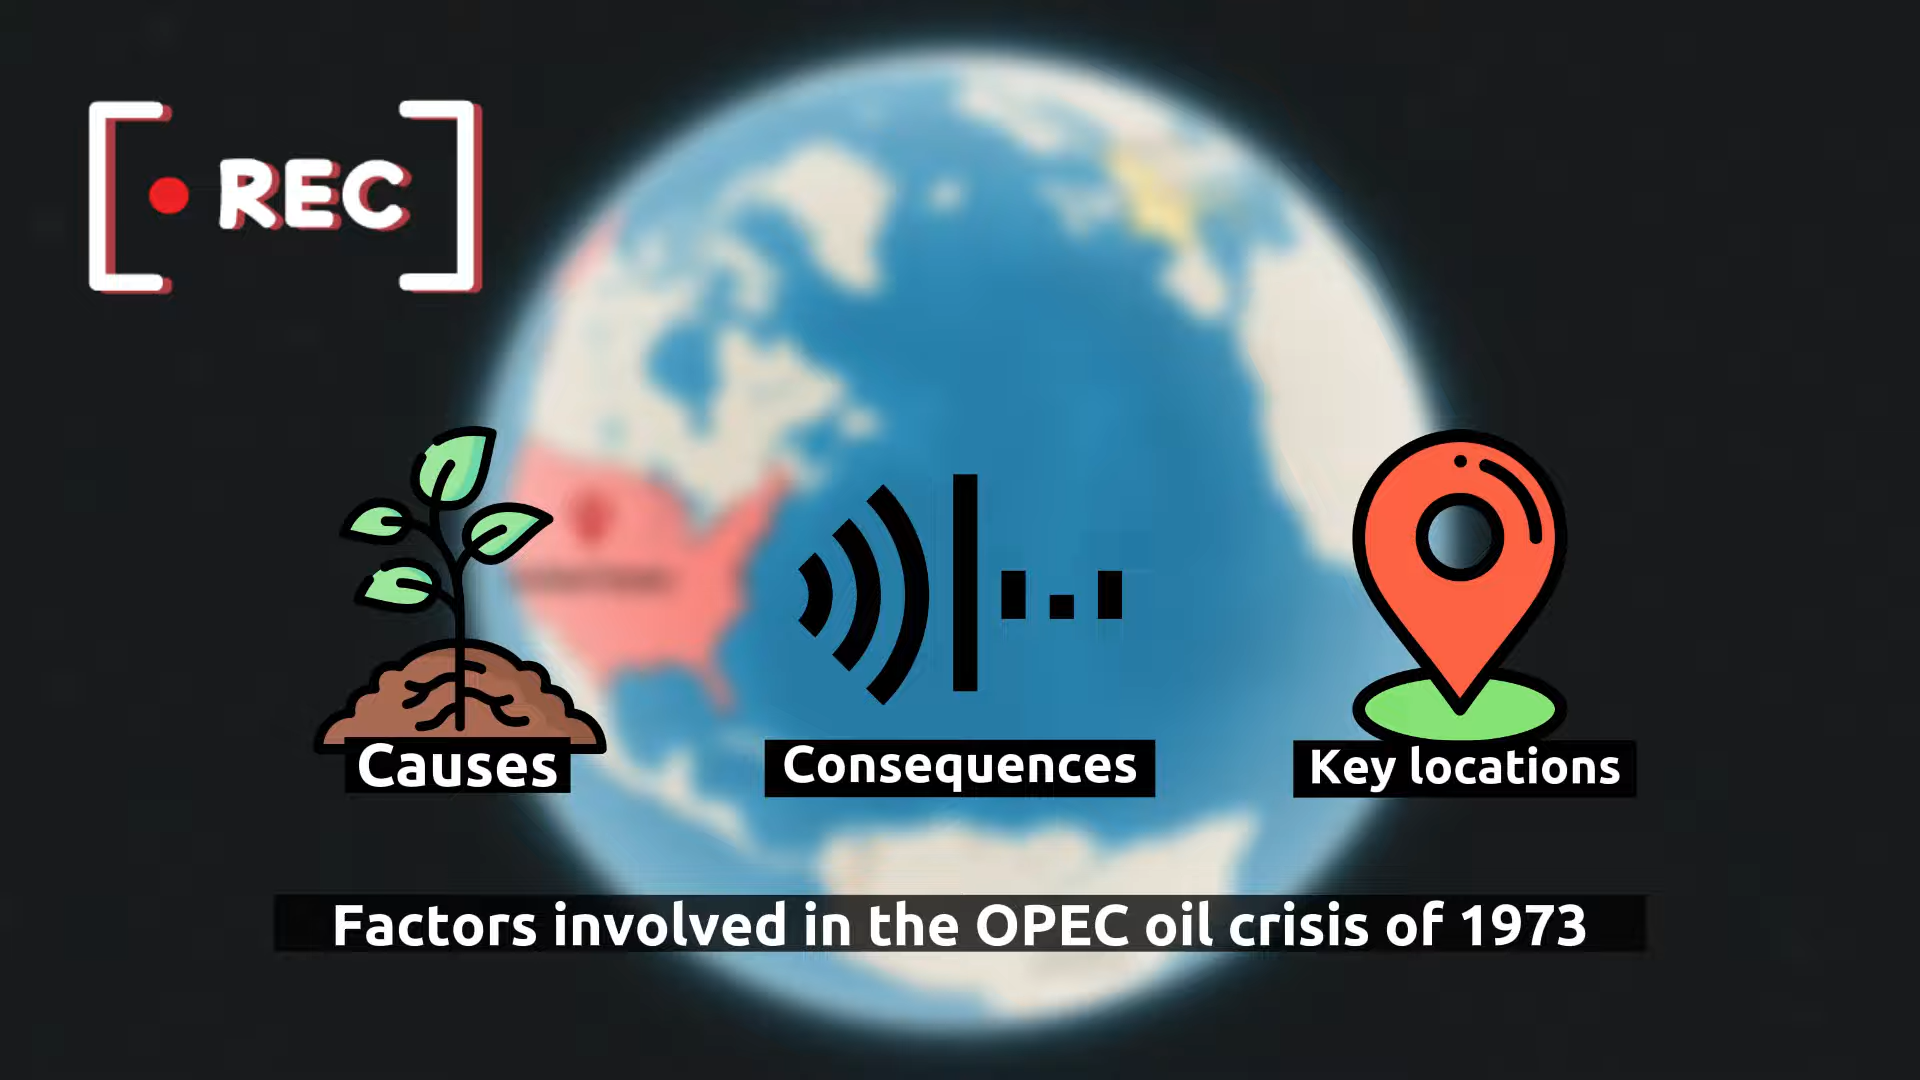 REC
Causes
Consequences
Key locations
Factors involved in the OPEC oil crisis of 1973